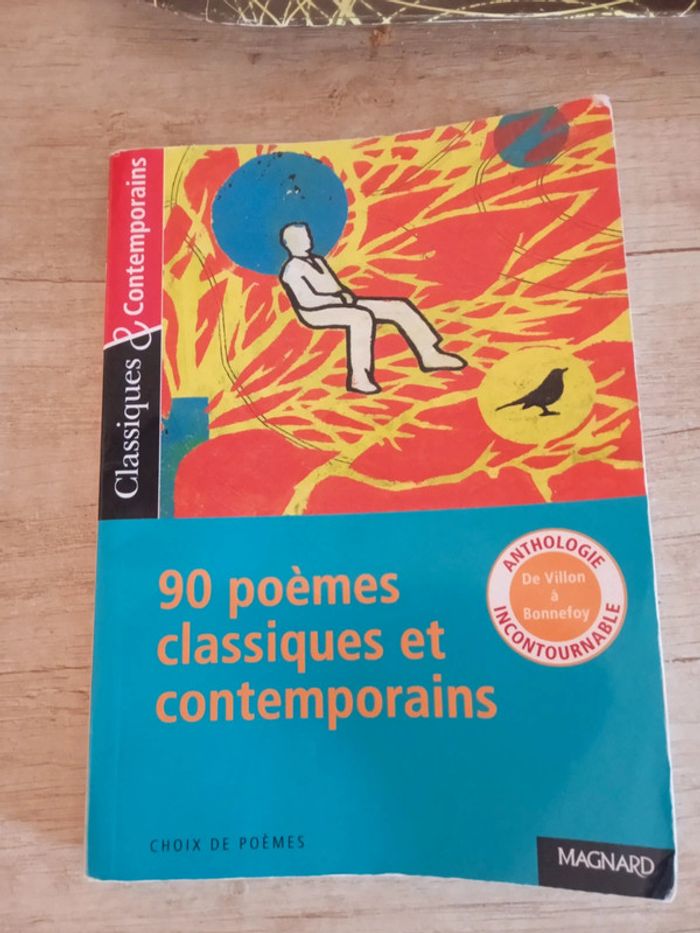 Classiques & Contemporains
90 poèmes
classiques et
contemporains
ANTHOLOGIE
De Villon
à
Bonnefoy
INCONTOURNABLE
CHOIX DE POÈMES
MAGNARD